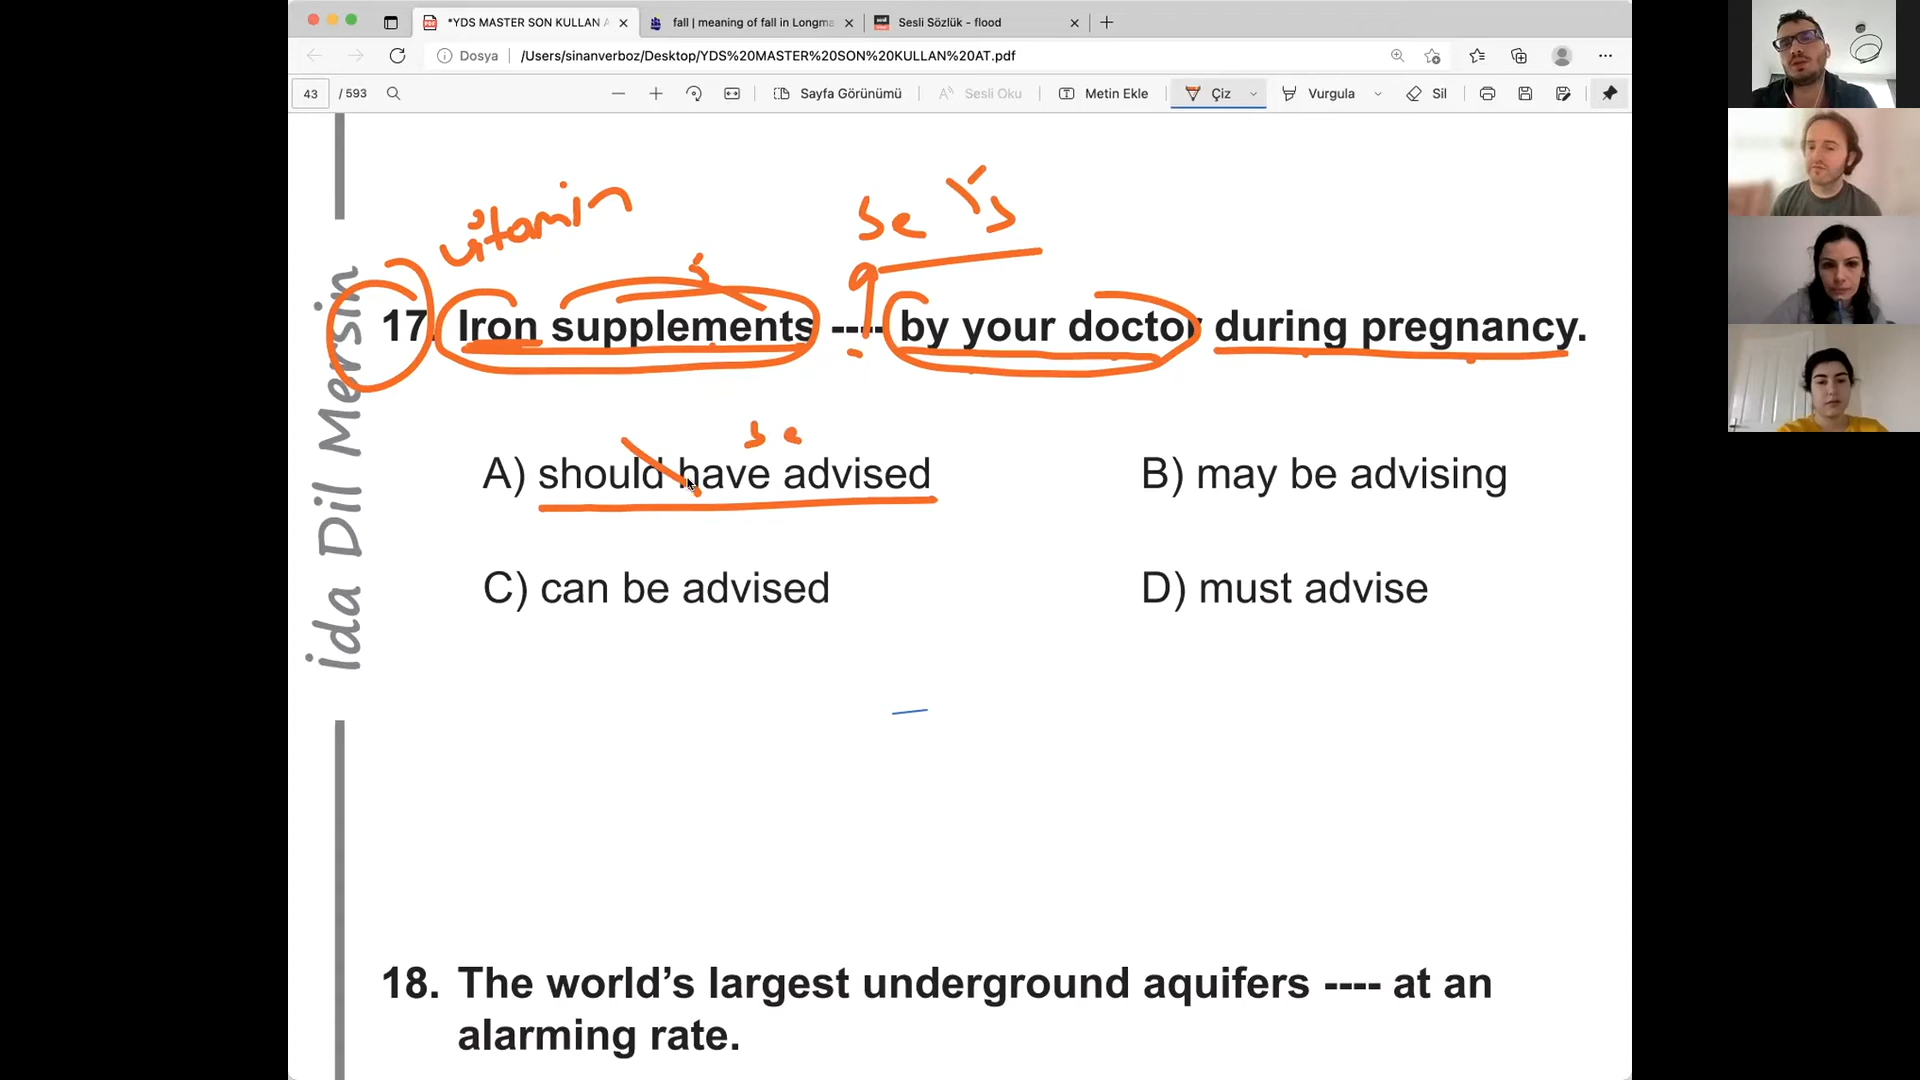 *YDS MASTER SON KULLAN A
fall | meaning of fall in Longma
Sesli Sözlük - flood
Dosya
/Users/sinanverboz/Desktop/YDS%20MASTER%20SON%20KULLAN%20AT.pdf
43 / 593
Sayfa Görünümü
Sesli Oku
Metin Ekle
Çiz
Vurgula
Sil
vitamin
ida Dil Mersin
17. Iron supplements ---- by your doctor during pregnancy.
A) should have advised
B) may be advising
C) can be advised
D) must advise
18. The world's largest underground aquifers ---- at an
alarming rate.